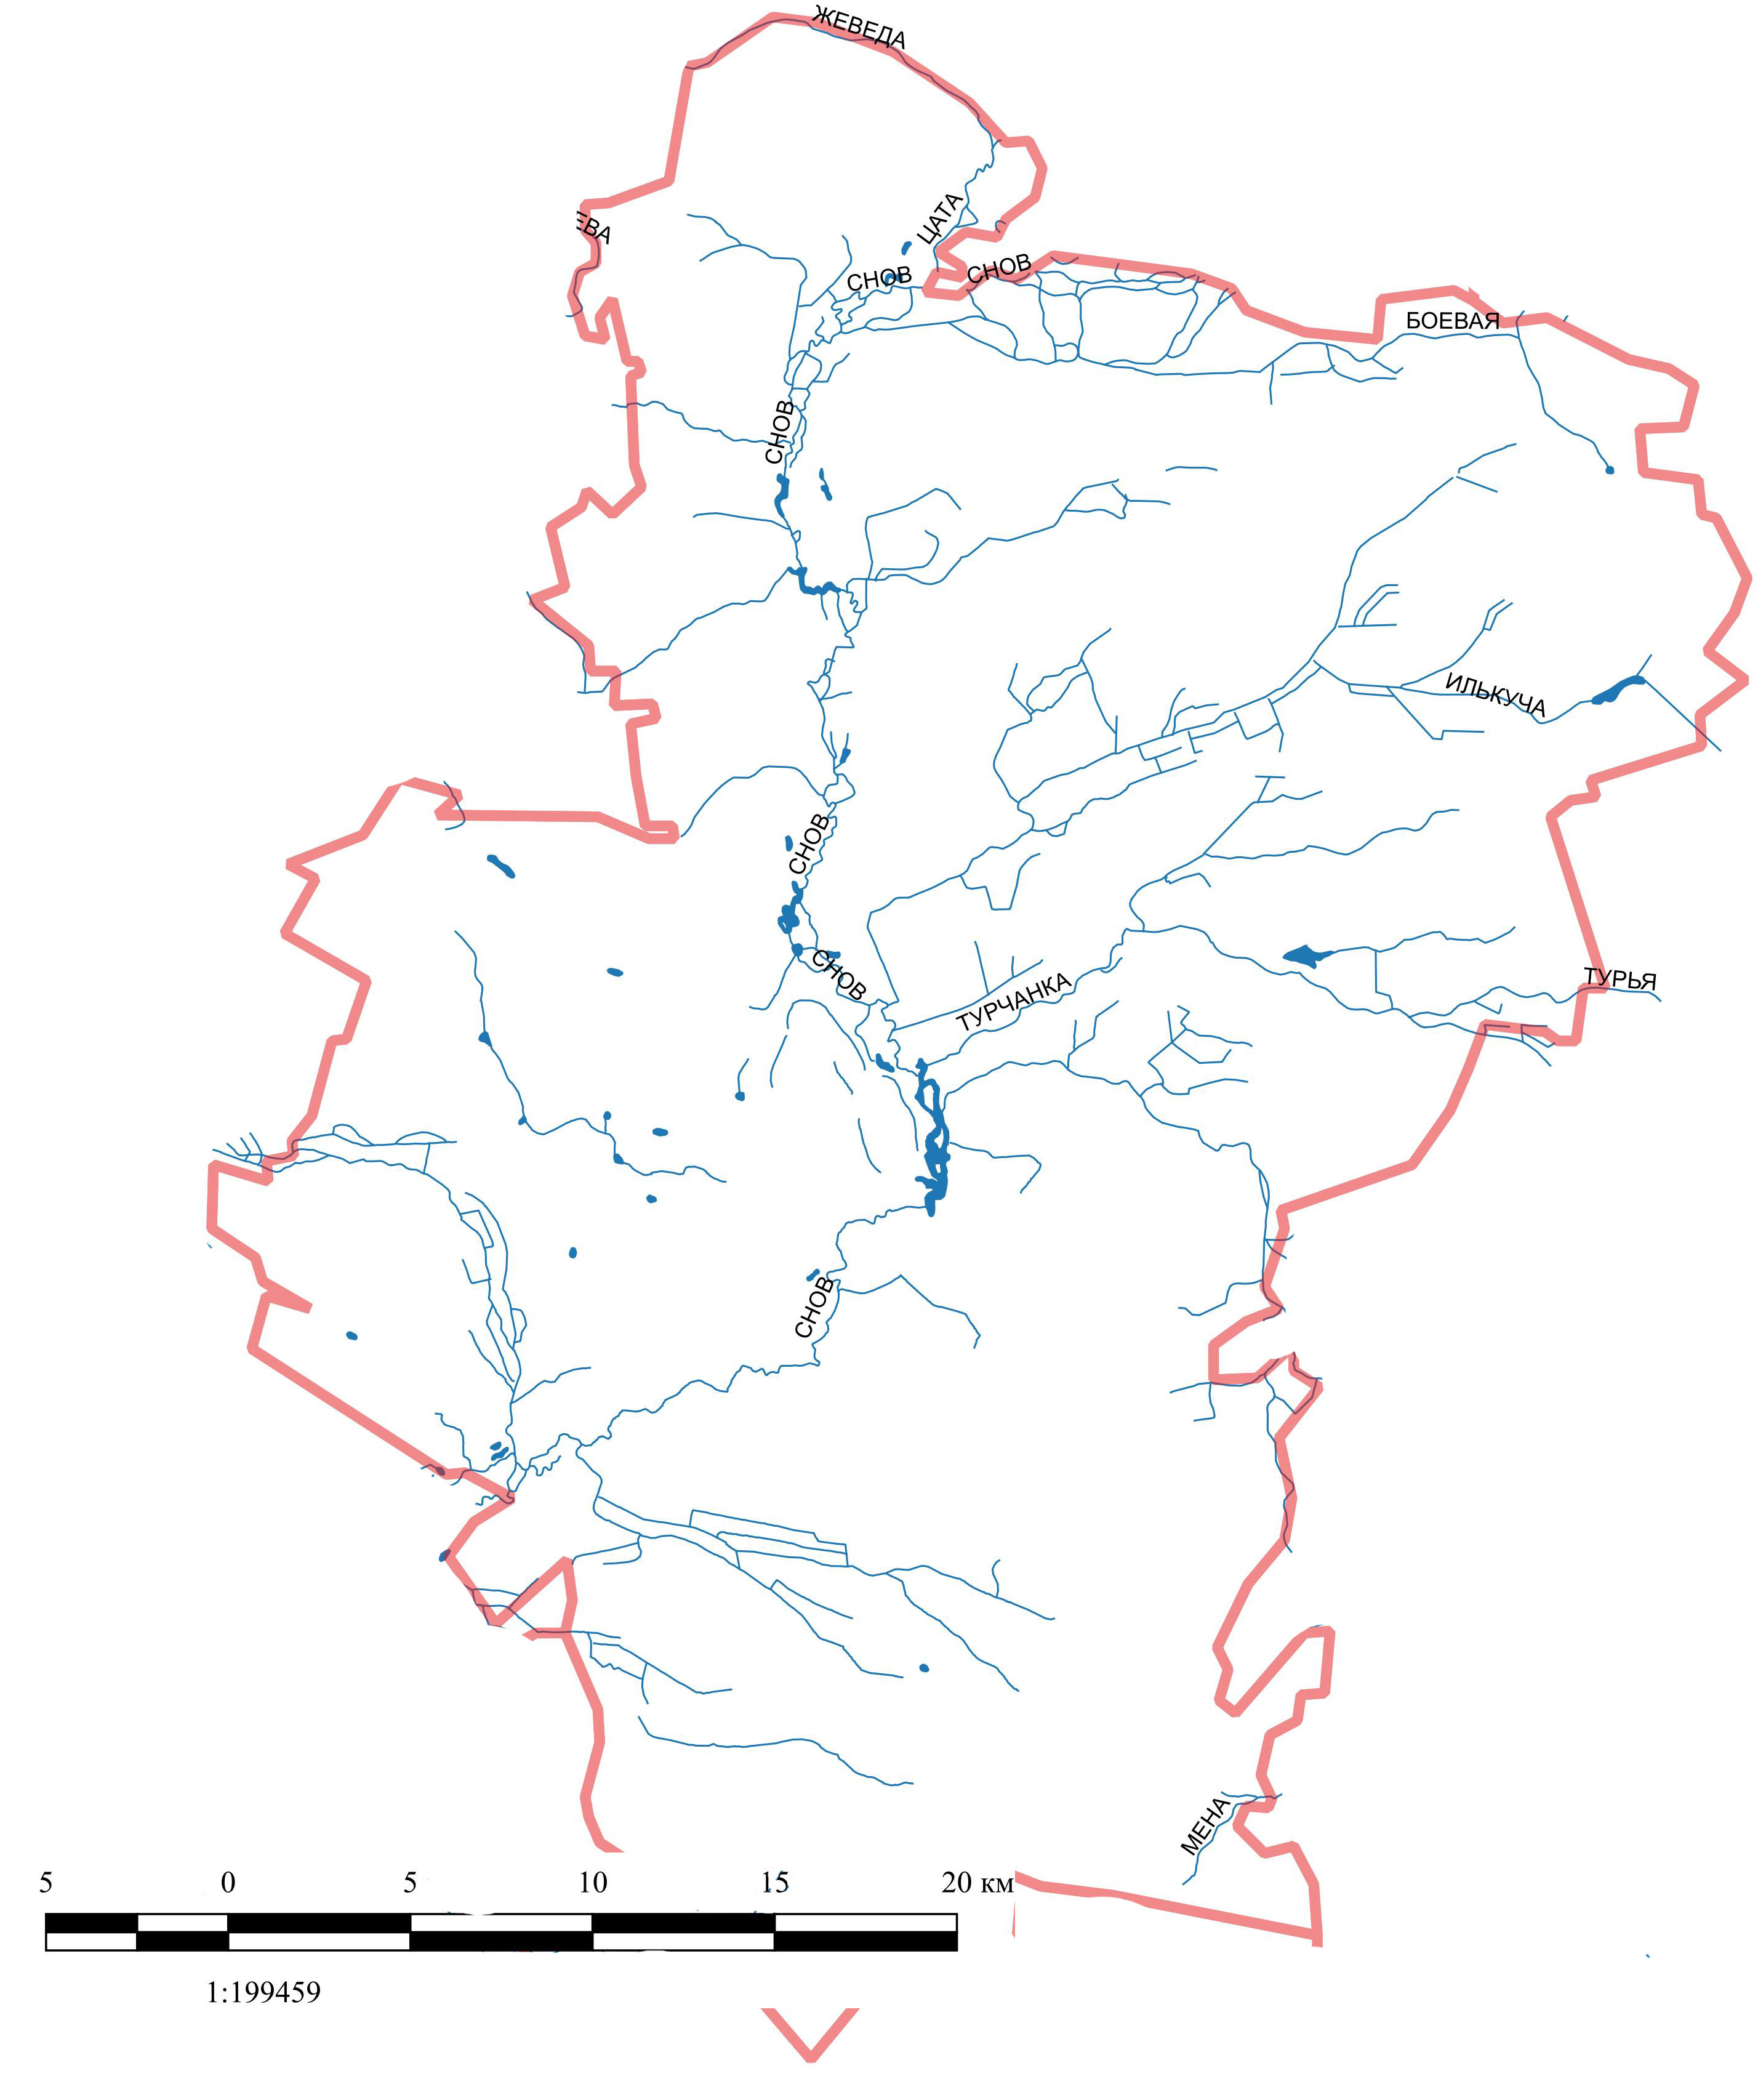 ЖЕВЕДА
ЦАТА
ЕВА
СНОВ
СНОВ
БОЕВАЯ
СНОВ
ИЛЬКУЧА
СНОВ
СНОВ
ТУРЧАНКА
ТУРЬЯ
СНОВ
МЕНА
5 0 5 10 15 20 км
1:199459